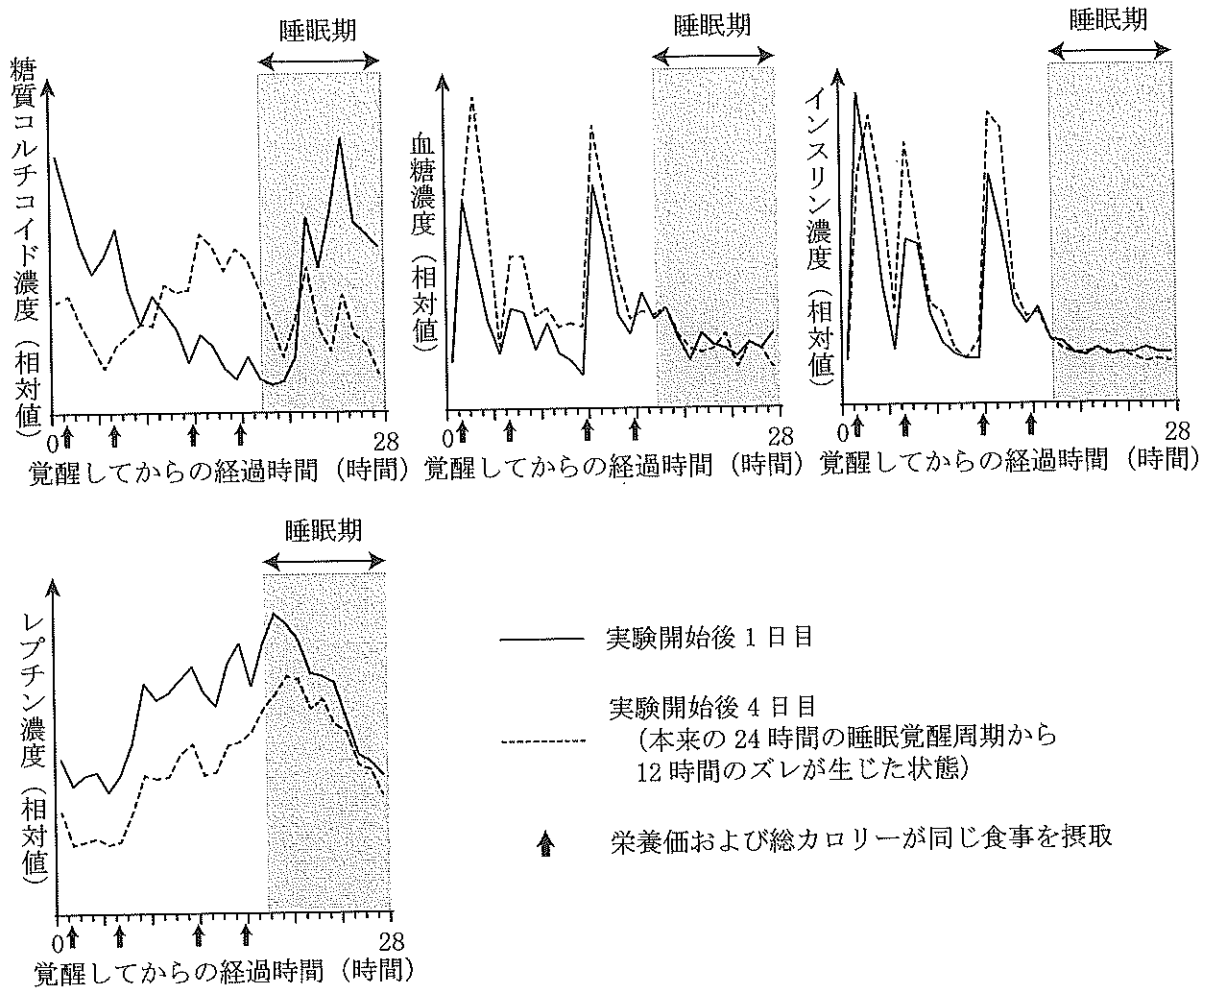 睡眠期
糖質コルチコイド濃度（相対値）
0
28
覚醒してからの経過時間（時間）
睡眠期
血糖濃度（相対値）
0
28
覚醒してからの経過時間（時間）
睡眠期
インスリン濃度（相対値）
0
28
覚醒してからの経過時間（時間）
睡眠期
レプチン濃度（相対値）
0
28
覚醒してからの経過時間（時間）
実験開始後1日目
実験開始後4日目
（本来の24時間の睡眠覚醒周期から
12時間のズレが生じた状態）
栄養価および総カロリーが同じ食事を摂取